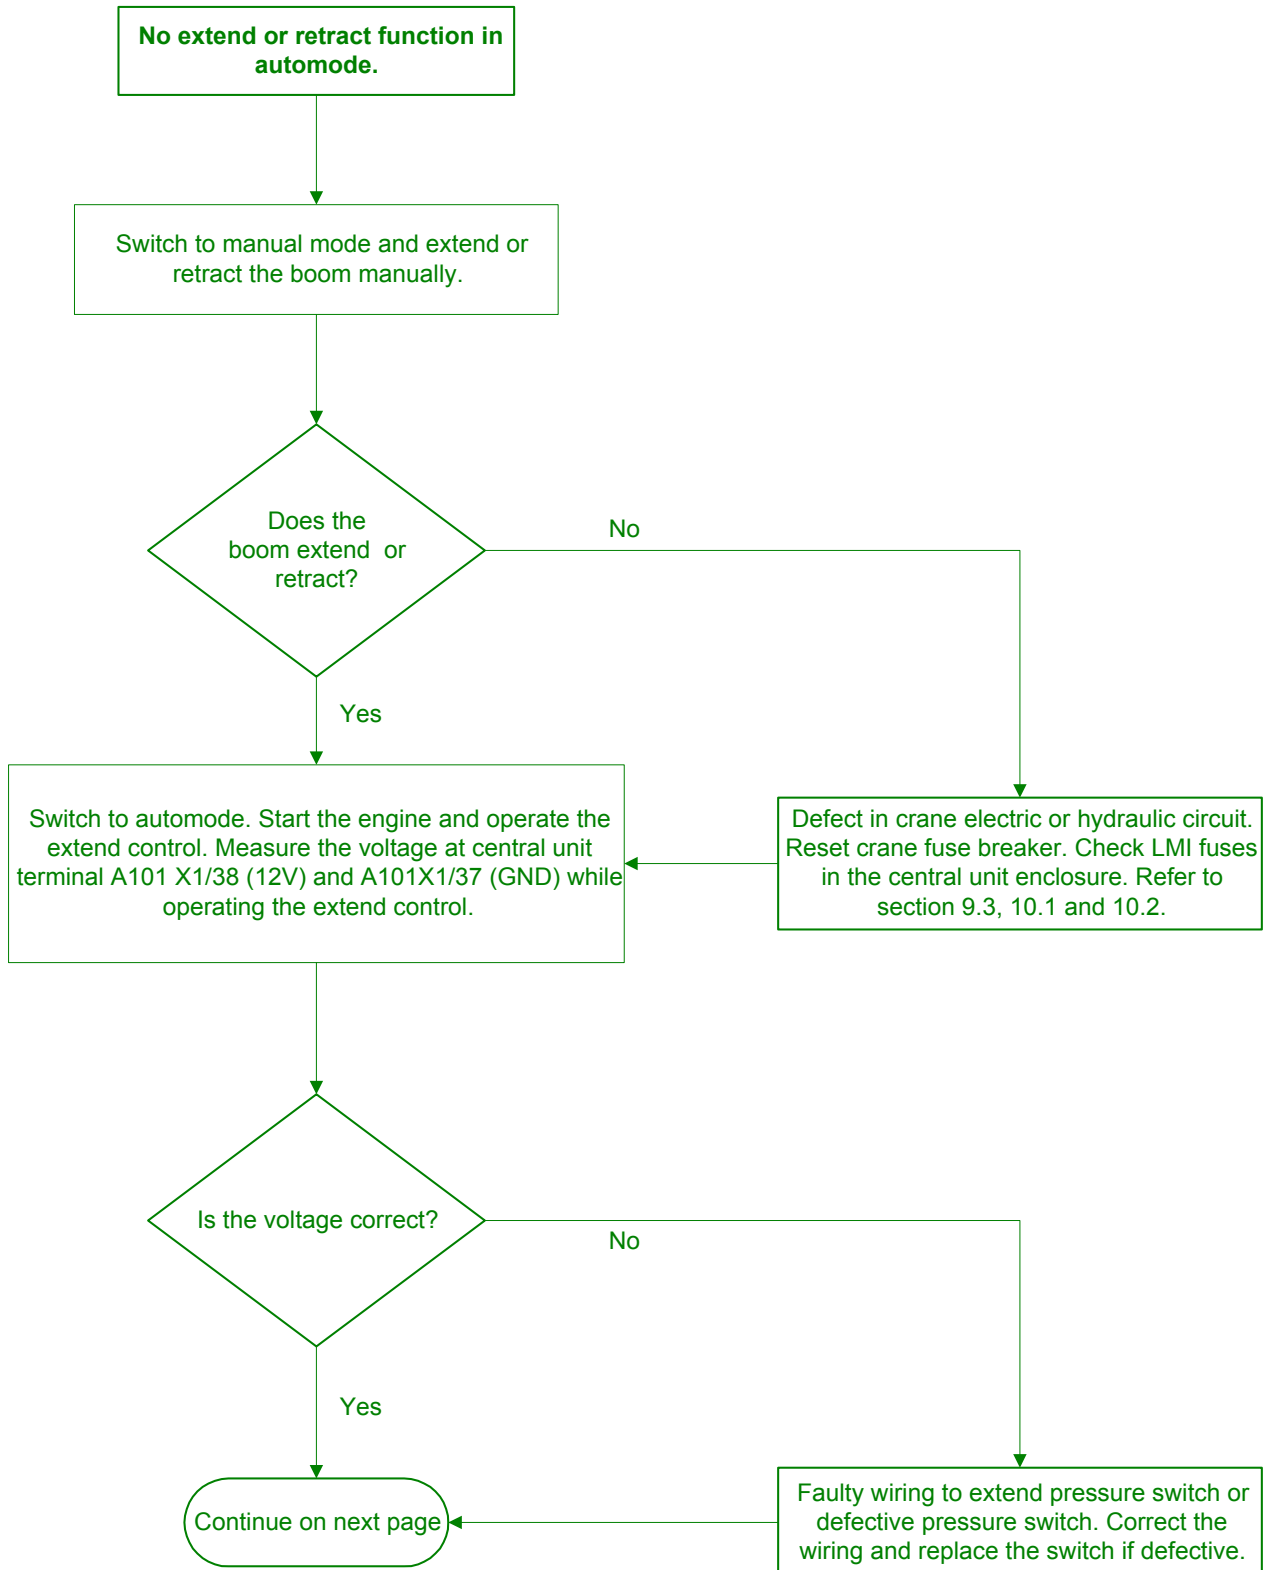 No extend or retract function in
automode.
Switch to manual mode and extend or
retract the boom manually.
Does the
boom extend or
retract?
No
Yes
Switch to automode. Start the engine and operate the
extend control. Measure the voltage at central unit
terminal A101 X1/38 (12V) and A101X1/37 (GND) while
operating the extend control.
Defect in crane electric or hydraulic circuit.
Reset crane fuse breaker. Check LMI fuses
in the central unit enclosure. Refer to
section 9.3, 10.1 and 10.2.
Is the voltage correct?
No
Yes
Continue on next page
Faulty wiring to extend pressure switch or
defective pressure switch. Correct the
wiring and replace the switch if defective.